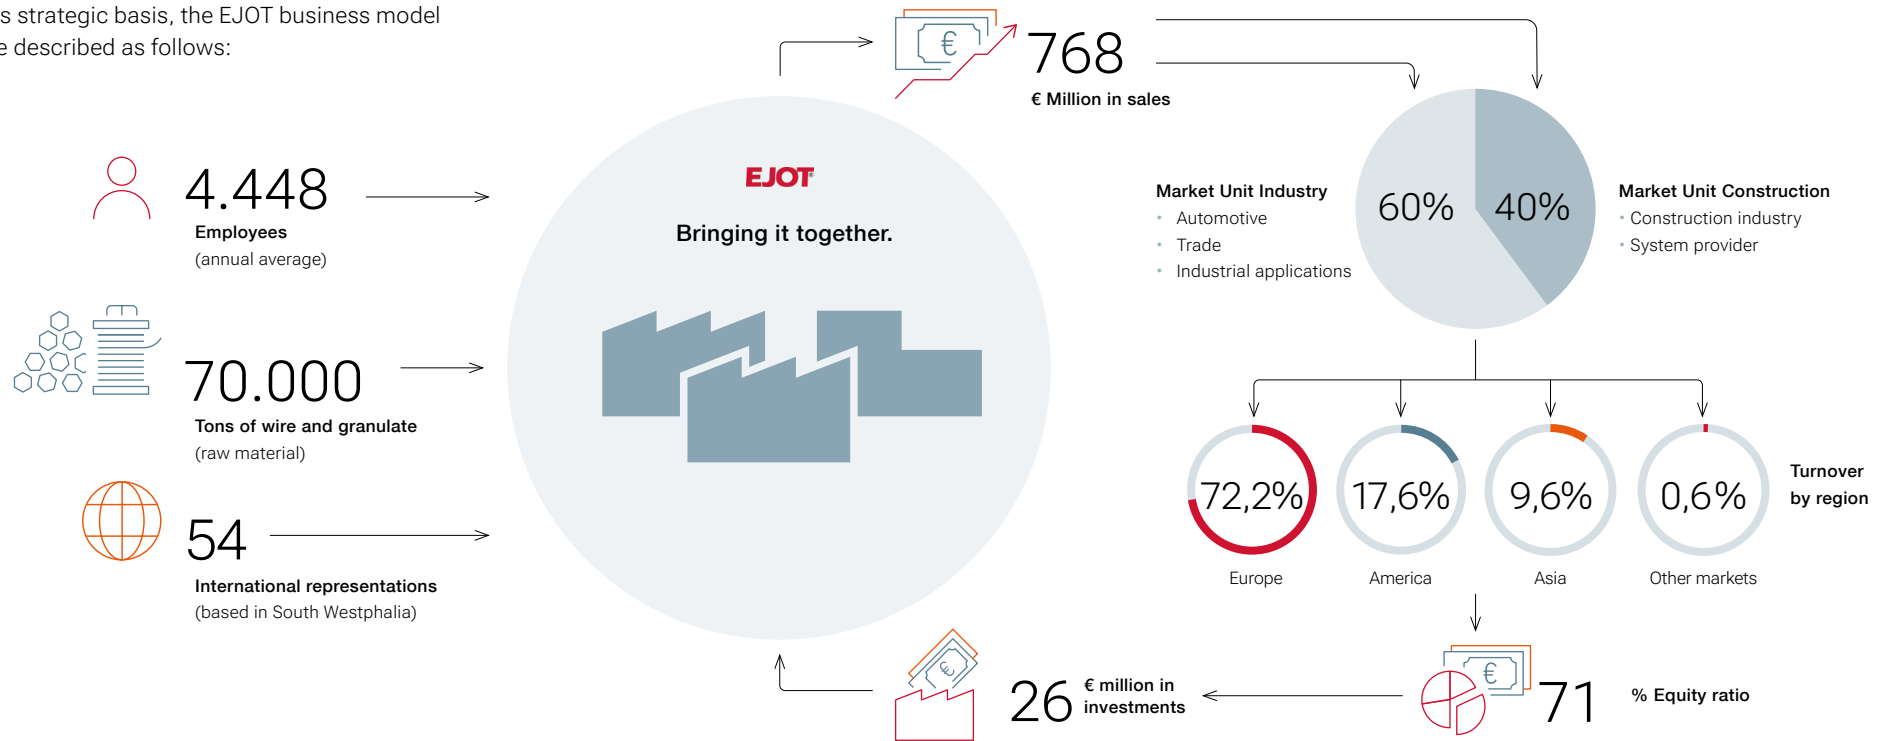 s strategic basis, the EJOT business model
e described as follows:
768
€ Million in sales
4.448
Employees
(annual average)
70.000
Tons of wire and granulate
(raw material)
54
International representations
(based in South Westphalia)
EJOT
Bringing it together.
Market Unit Industry
• Automotive
• Trade
• Industrial applications
60%
40%
Market Unit Construction
• Construction industry
• System provider
72,2%
17,6%
9,6%
0,6%
Europe
America
Asia
Other markets
Turnover
by region
26
€ million in
investments
71
% Equity ratio